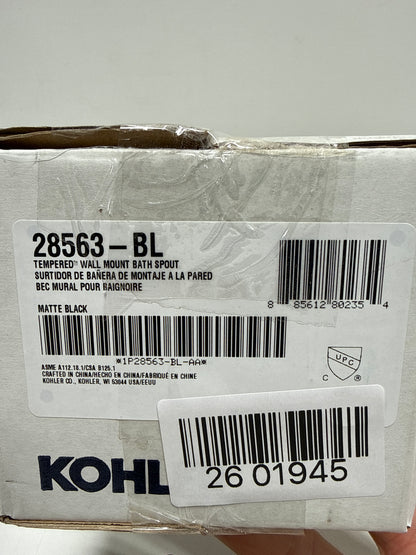 28563-BL
TEMPERED™ WALL MOUNT BATH SPOUT
SURTIDOR DE BAÑERA DE MONTAJE A LA PARED
BEC MURAL POUR BAIGNOIRE
8 85612 80235 4
MATTE BLACK
*1P28563-BL-AA*
ASME A112.18.1/CSA B125.1
CRAFTED IN CHINA/HECHO EN CHINA/FABRIQUÉ EN CHINE
KOHLER CO., KOHLER, WI 53044 USA/EEUU
UPC
C ®
26 01945
KOHL